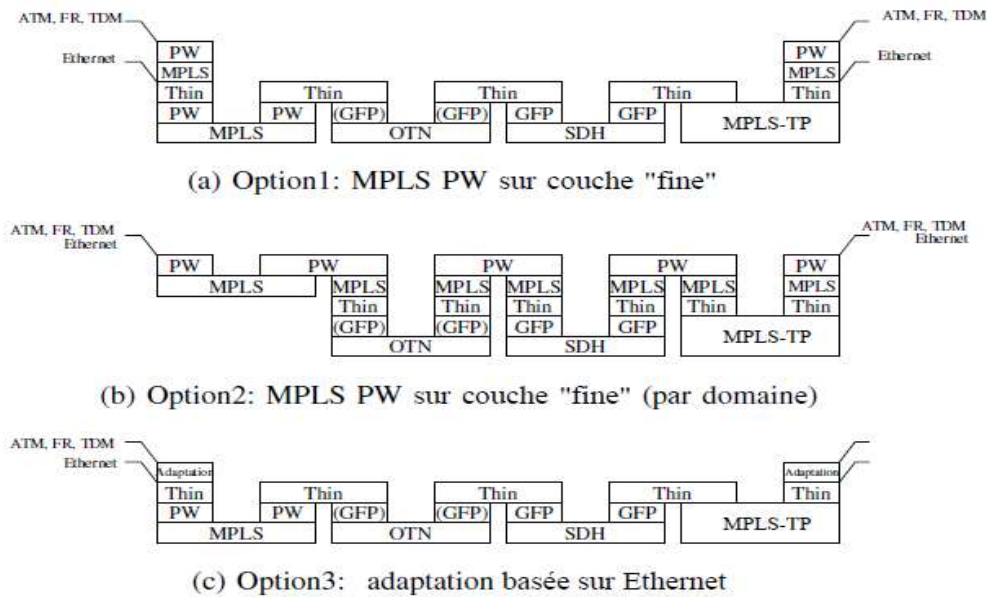 ATM, FR, TDM ATM, FR, TDM
PW PW
Ethernet MPLS MPLS Ethernet
Thin Thin Thin Thin Thin
PW PW (GFP) (GFP) GFP GFP MPLS-TP
MPLS OTN SDH
(a) Option1: MPLS PW sur couche "fine"
ATM, FR, TDM ATM, FR, TDM
Ethernet Ethernet
PW PW PW PW PW
MPLS MPLS MPLS MPLS MPLS MPLS MPLS
Thin Thin Thin Thin Thin Thin
(GFP) (GFP) GFP GFP MPLS-TP
OTN SDH
(b) Option2: MPLS PW sur couche "fine" (par domaine)
ATM, FR, TDM
Ethernet Adaptation Adaptation
Thin Thin Thin Thin Thin
PW PW (GFP) (GFP) GFP GFP MPLS-TP
MPLS OTN SDH
(c) Option3: adaptation basée sur Ethernet